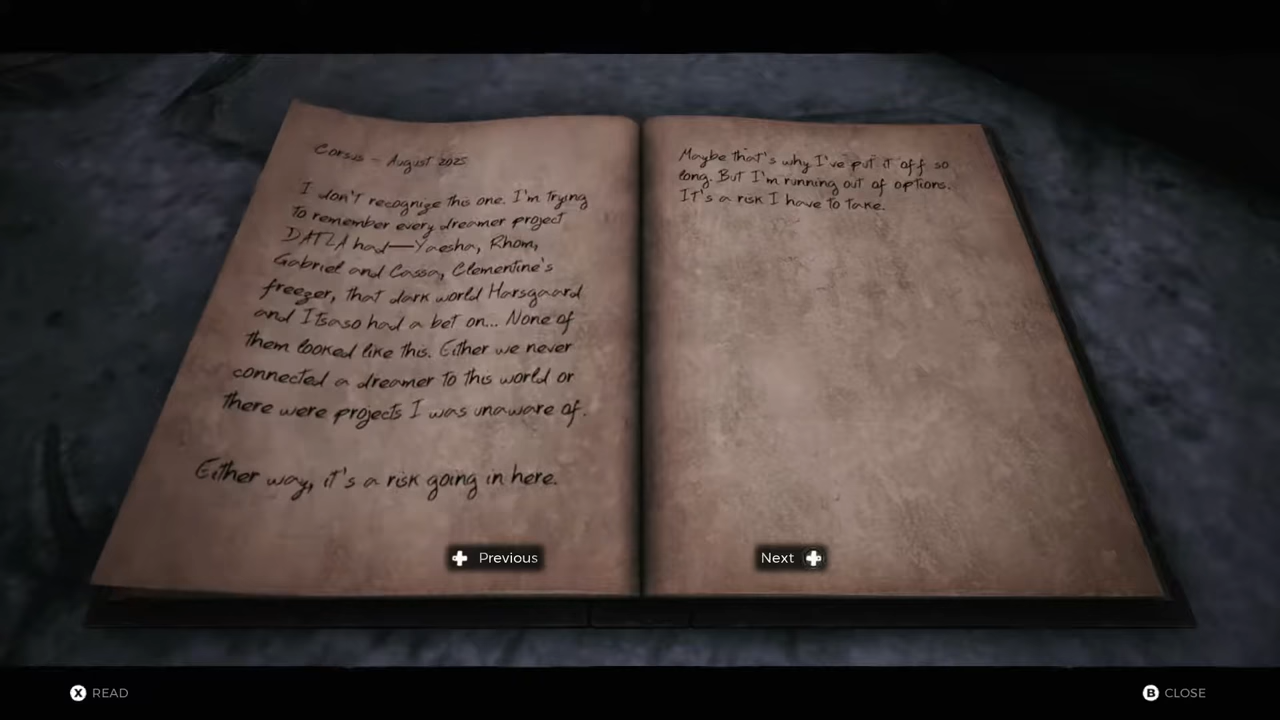 Corsus - August 2025
I don't recognize this one. I'm trying
to remember every dreamer project
DATLA had—Yaesha, Rhom,
Gabriel and Cassa, Clementine's
freezer, that dark world Harsgaard
and Itsaso had a bet on... None of
them looked like this. Either we never
connected a dreamer to this world or
there were projects I was unaware of.
Either way, it's a risk going in here.
Maybe that's why I've put it off so
long. But I'm running out of options.
It's a risk I have to take.
Previous
Next
X READ
B CLOSE